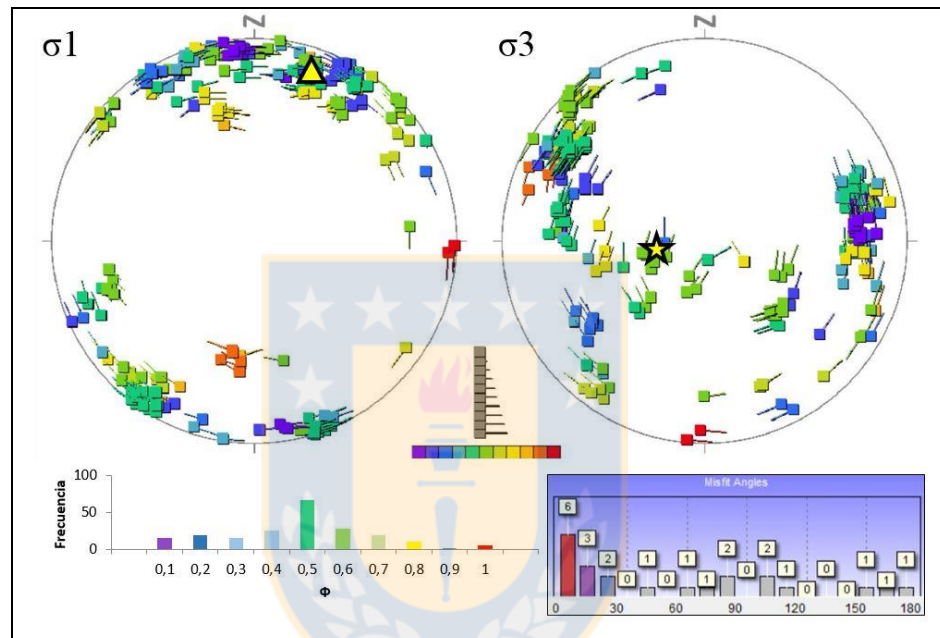 N N
σ1 σ3
100
50
0
Frecuencia
0,1 0,2 0,3 0,4 0,5 0,6 0,7 0,8 0,9 1
Φ
Misfit Angles
6 3 2 0 1 0 1 1 2 0 2 1 0 0 0 1 1 1
0 30 60 90 120 150 180